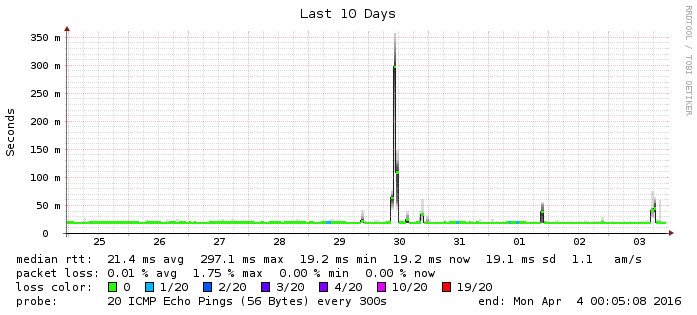 Last 10 Days
RRDTOOL / TOBI OETIKER
Seconds
350 m
300 m
250 m
200 m
150 m
100 m
50 m
0
25 26 27 28 29 30 31 01 02 03
median rtt: 21.4 ms avg 297.1 ms max 19.2 ms min 19.2 ms now 19.1 ms sd 1.1 am/s
packet loss: 0.01 % avg 1.75 % max 0.00 % min 0.00 % now
loss color: 0 1/20 2/20 3/20 4/20 10/20 19/20
probe: 20 ICMP Echo Pings (56 Bytes) every 300s end: Mon Apr 4 00:05:08 2016